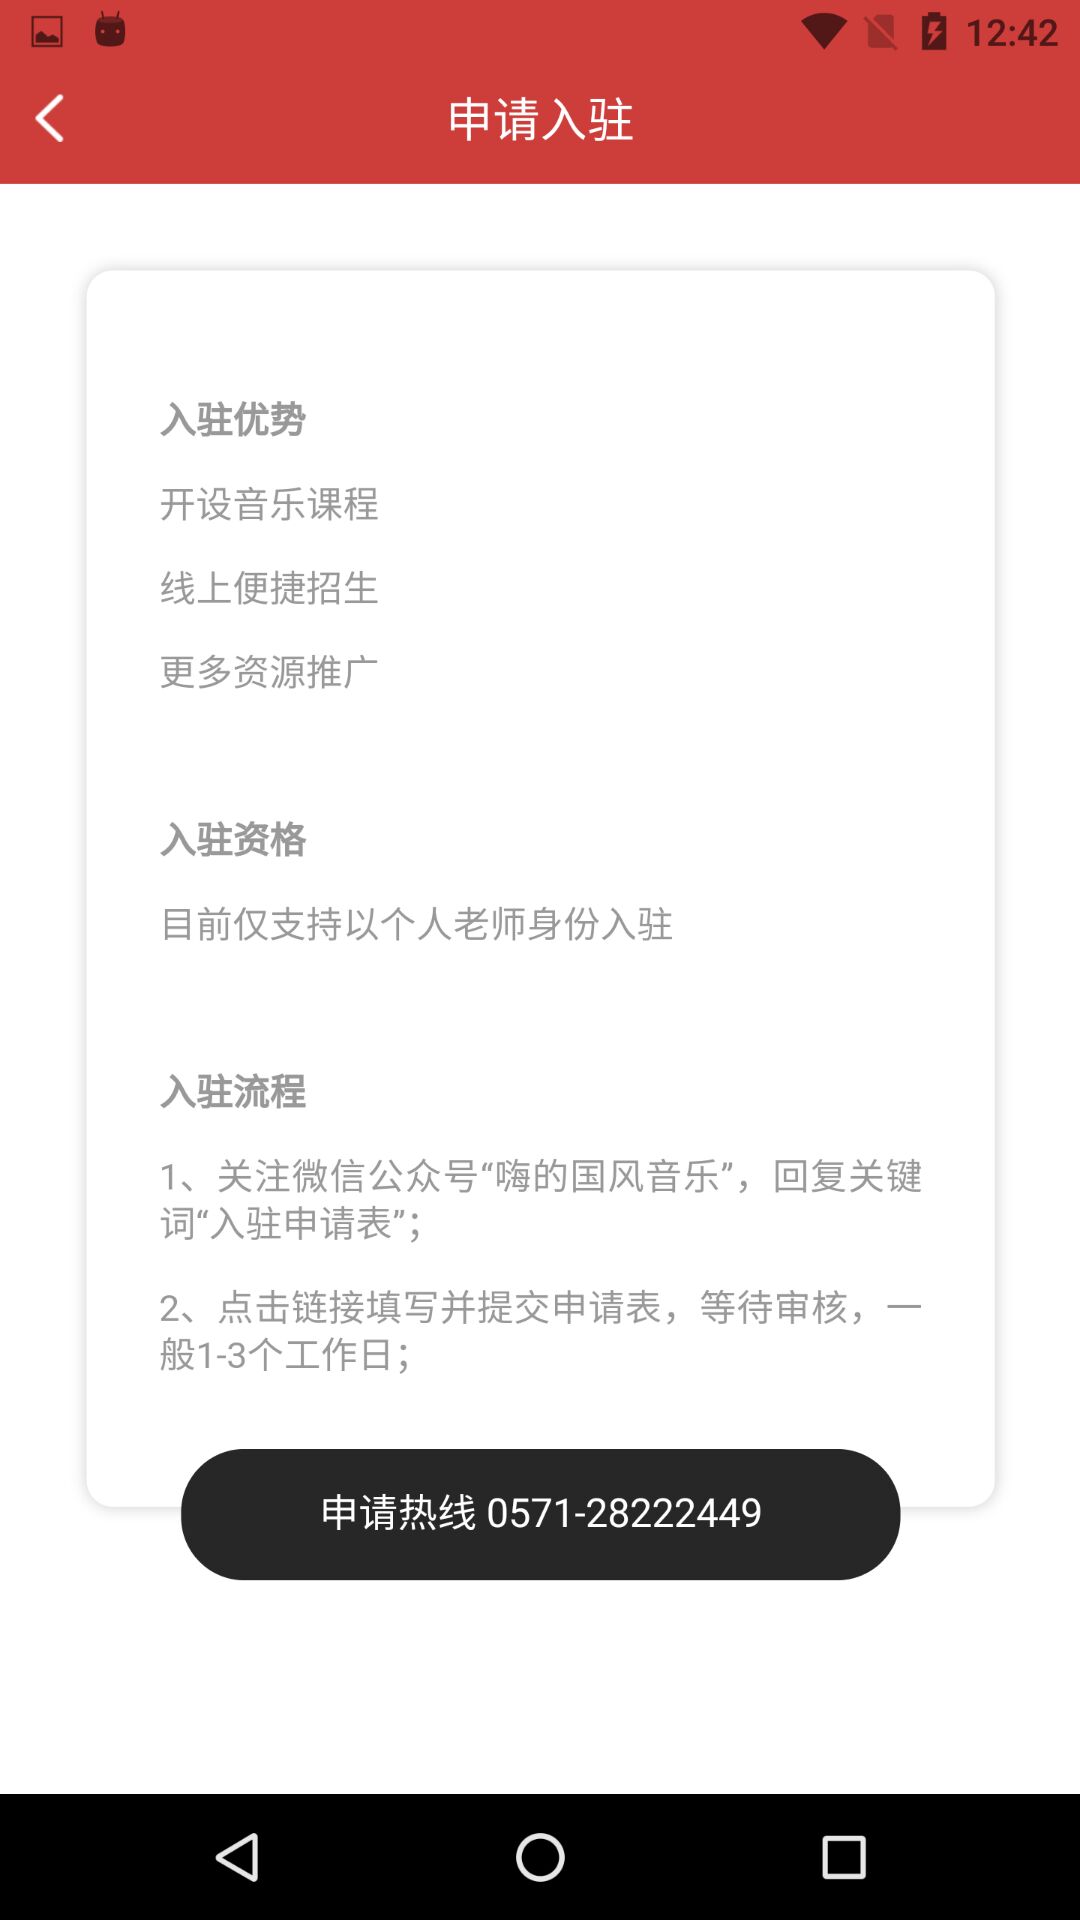 12:42
申请入驻
入驻优势
开设音乐课程
线上便捷招生
更多资源推广
入驻资格
目前仅支持以个人老师身份入驻
入驻流程
1、关注微信公众号“嗨的国风音乐”，回复关键
词“入驻申请表”；
2、点击链接填写并提交申请表，等待审核，一
般1-3个工作日；
申请热线 0571-28222449